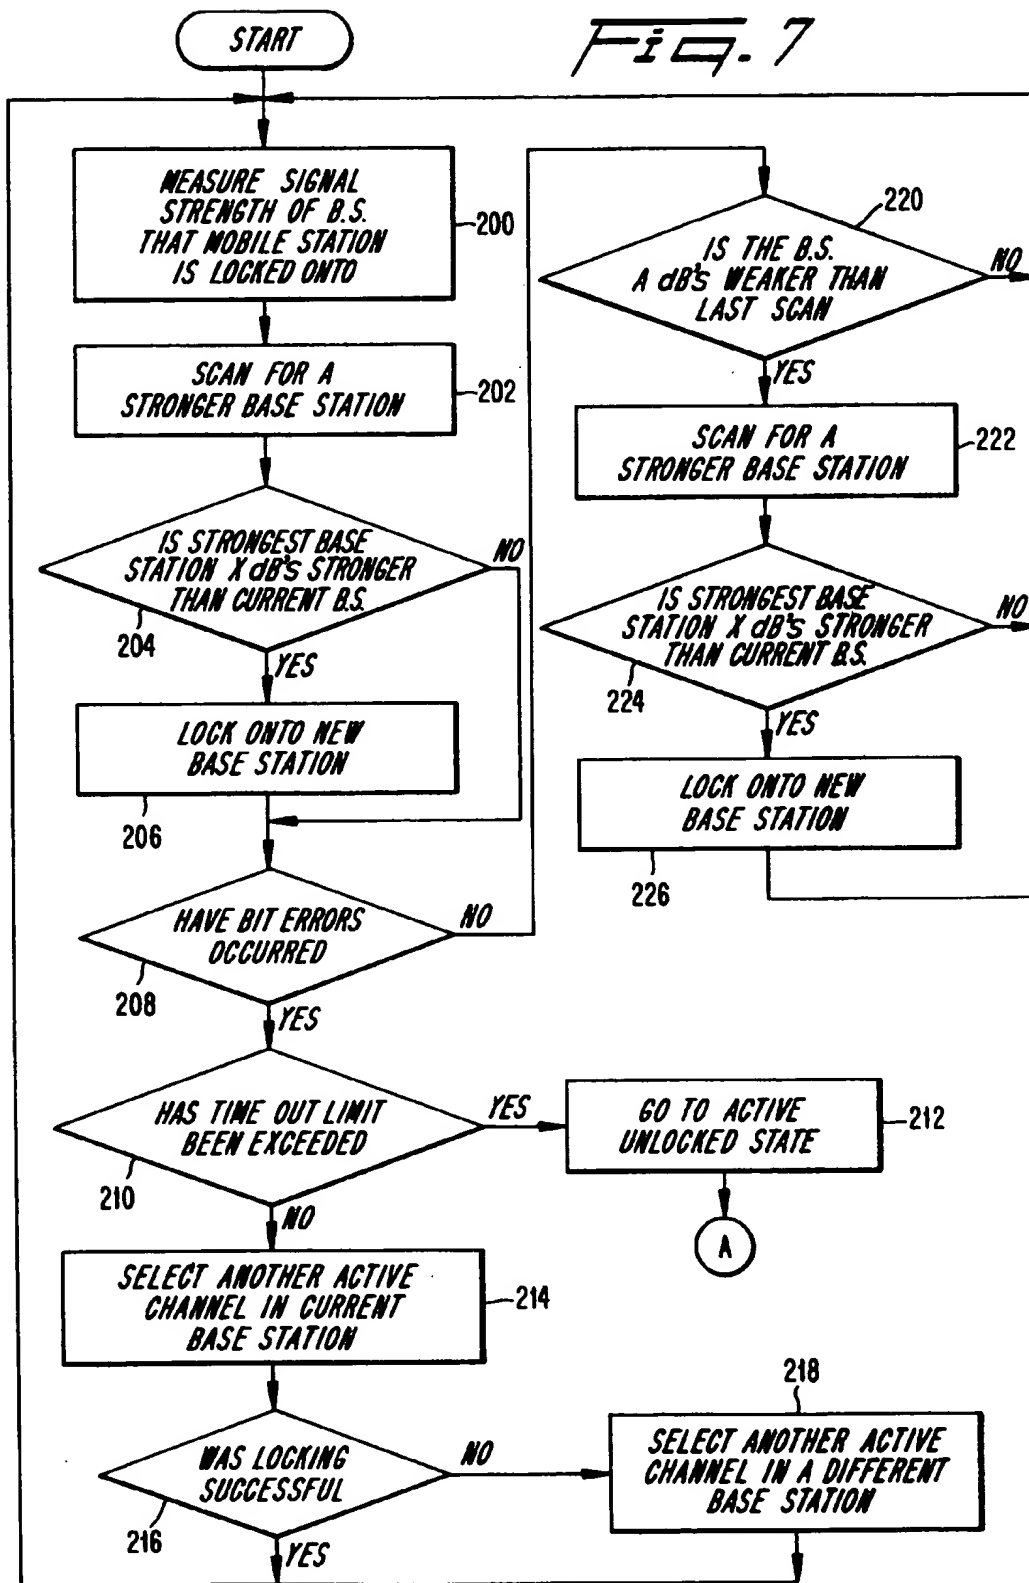 START
Fig. 7
MEASURE SIGNAL
STRENGTH OF B.S.
THAT MOBILE STATION
IS LOCKED ONTO
200
SCAN FOR A
STRONGER BASE STATION
202
IS STRONGEST BASE
STATION X dB's STRONGER
THAN CURRENT B.S.
NO
204
YES
LOCK ONTO NEW
BASE STATION
206
HAVE BIT ERRORS
OCCURRED
NO
208
YES
HAS TIME OUT LIMIT
BEEN EXCEEDED
YES
210
NO
GO TO ACTIVE
UNLOCKED STATE
212
A
SELECT ANOTHER ACTIVE
CHANNEL IN CURRENT
BASE STATION
214
WAS LOCKING
SUCCESSFUL
NO
216
YES
218
SELECT ANOTHER ACTIVE
CHANNEL IN A DIFFERENT
BASE STATION
220
IS THE B.S.
A dB's WEAKER THAN
LAST SCAN
NO
YES
SCAN FOR A
STRONGER BASE STATION
222
IS STRONGEST BASE
STATION X dB's STRONGER
THAN CURRENT B.S.
NO
224
YES
LOCK ONTO NEW
BASE STATION
226